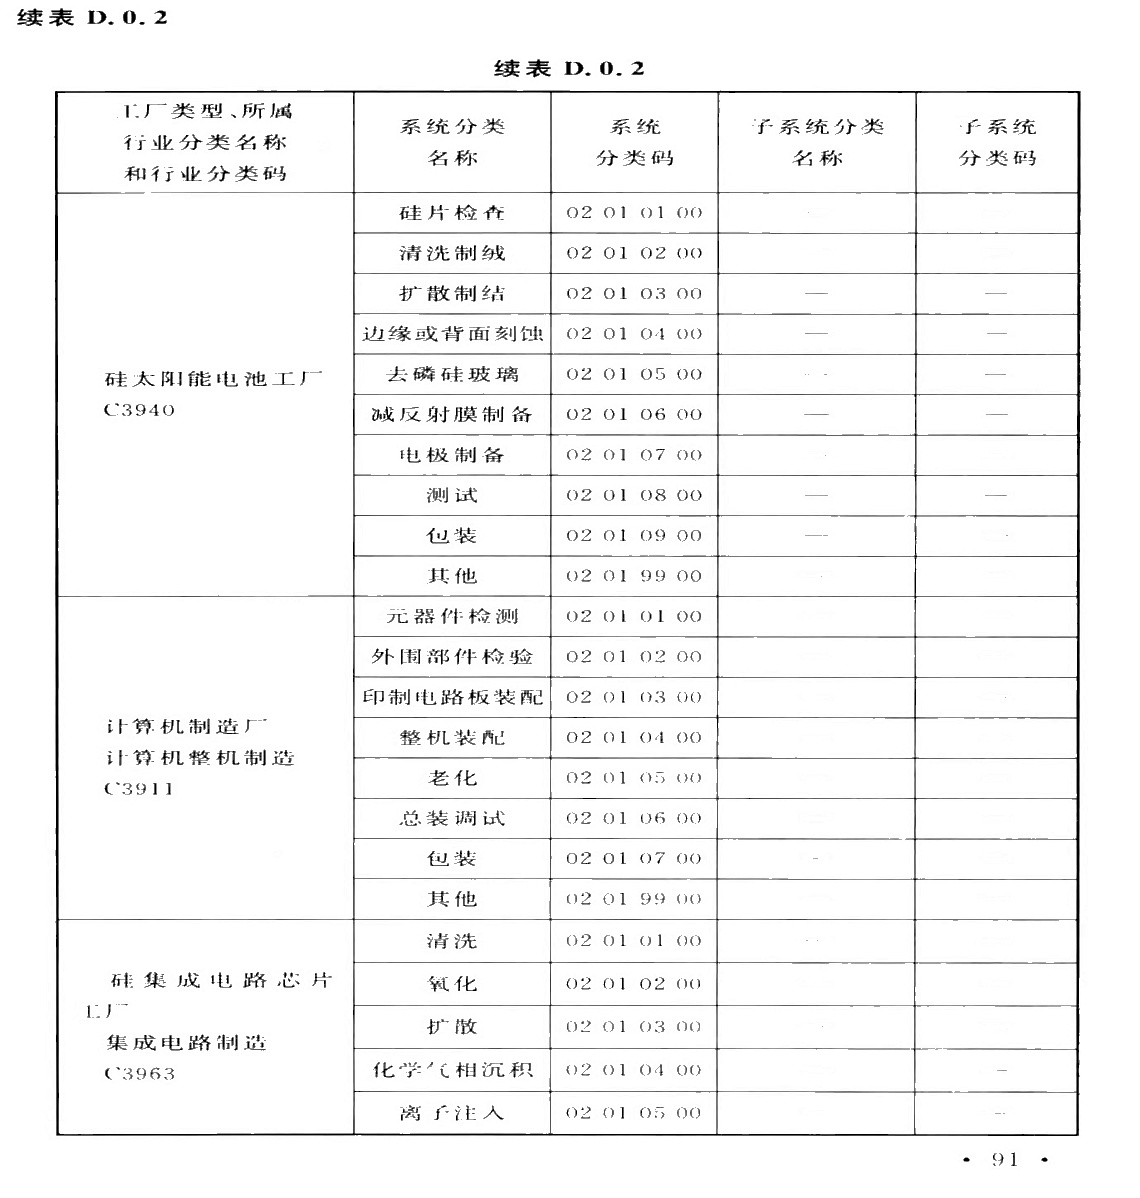 续表 D.0.2
续表 D.0.2
工厂类型、所属
行业分类名称
和行业分类码
系统分类
名称
系统
分类码
子系统分类
名称
子系统
分类码
硅太阳能电池工厂
C3940
硅片检查 02 01 01 00
清洗制绒 02 01 02 00
扩散制结 02 01 03 00 — —
边缘或背面刻蚀 02 01 04 00 — —
去磷硅玻璃 02 01 05 00 — —
减反射膜制备 02 01 06 00 — —
电极制备 02 01 07 00
测试 02 01 08 00 — —
包装 02 01 09 00 —
其他 02 01 99 00
计算机制造厂
计算机整机制造
C3911
元器件检测 02 01 01 00
外围部件检验 02 01 02 00
印制电路板装配 02 01 03 00
整机装配 02 01 04 00
老化 02 01 05 00
总装调试 02 01 06 00
包装 02 01 07 00 -
其他 02 01 99 00
硅集成电路芯片
工厂
集成电路制造
C3963
清洗 02 01 01 00
氧化 02 01 02 00
扩散 02 01 03 00
化学气相沉积 02 01 04 00 —
离子注入 02 01 05 00 —
· 91 ·